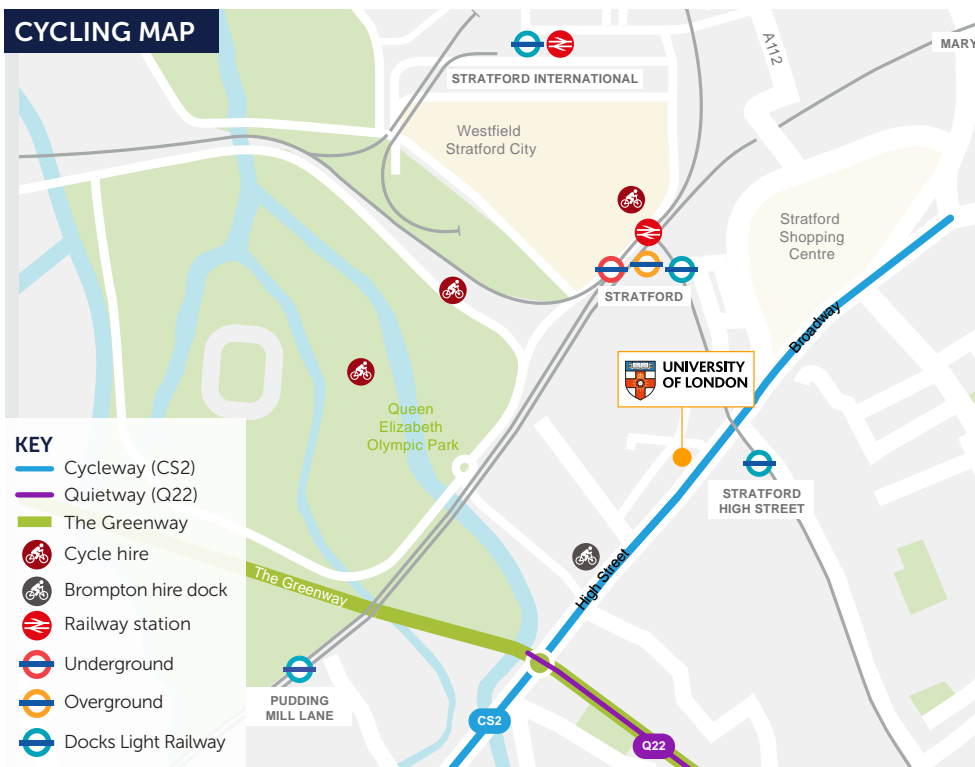 CYCLING MAP
A112
MARY
STRATFORD INTERNATIONAL
Westfield
Stratford City
Stratford
Shopping
Centre
STRATFORD
Broadway
UNIVERSITY
OF LONDON
Queen
Elizabeth
Olympic Park
STRATFORD
HIGH STREET
High Street
The Greenway
PUDDING
MILL LANE
CS2
Q22
KEY
Cycleway (CS2)
Quietway (Q22)
The Greenway
Cycle hire
Brompton hire dock
Railway station
Underground
Overground
Docks Light Railway